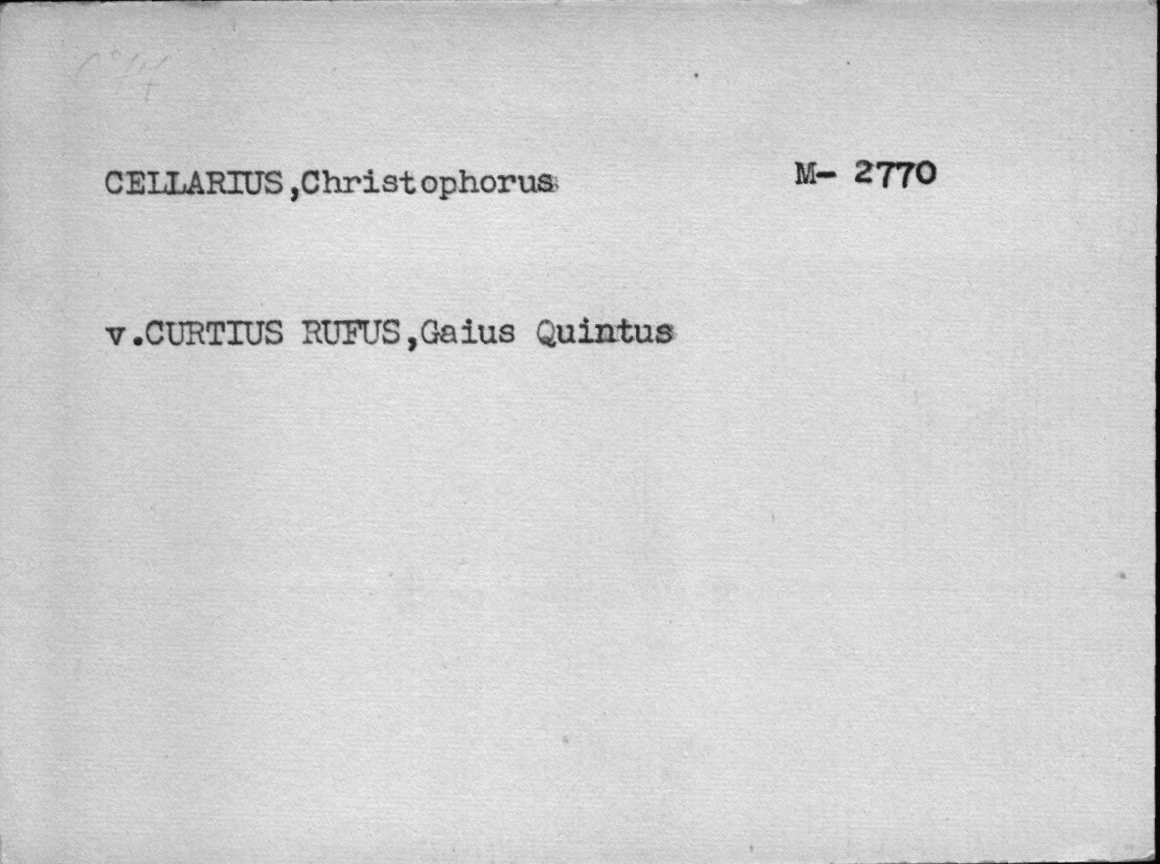 CELLARIUS,Christophorus M- 2770
v.CURTIUS RUFUS,Gaius Quintus